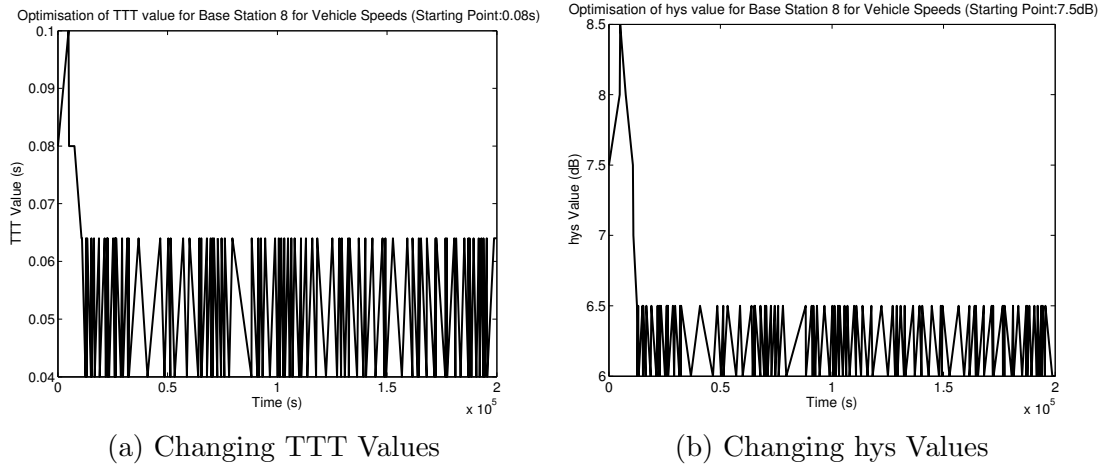 Optimisation of TTT value for Base Station 8 for Vehicle Speeds (Starting Point:0.08s)
0.1
0.09
0.08
0.07
0.06
0.05
0.04
TTT Value (s)
0
0.5
1
1.5
2
Time (s)
x 10^5
(a) Changing TTT Values
Optimisation of hys value for Base Station 8 for Vehicle Speeds (Starting Point:7.5dB)
8.5
8
7.5
7
6.5
6
hys Value (dB)
0
0.5
1
1.5
2
Time (s)
x 10^5
(b) Changing hys Values